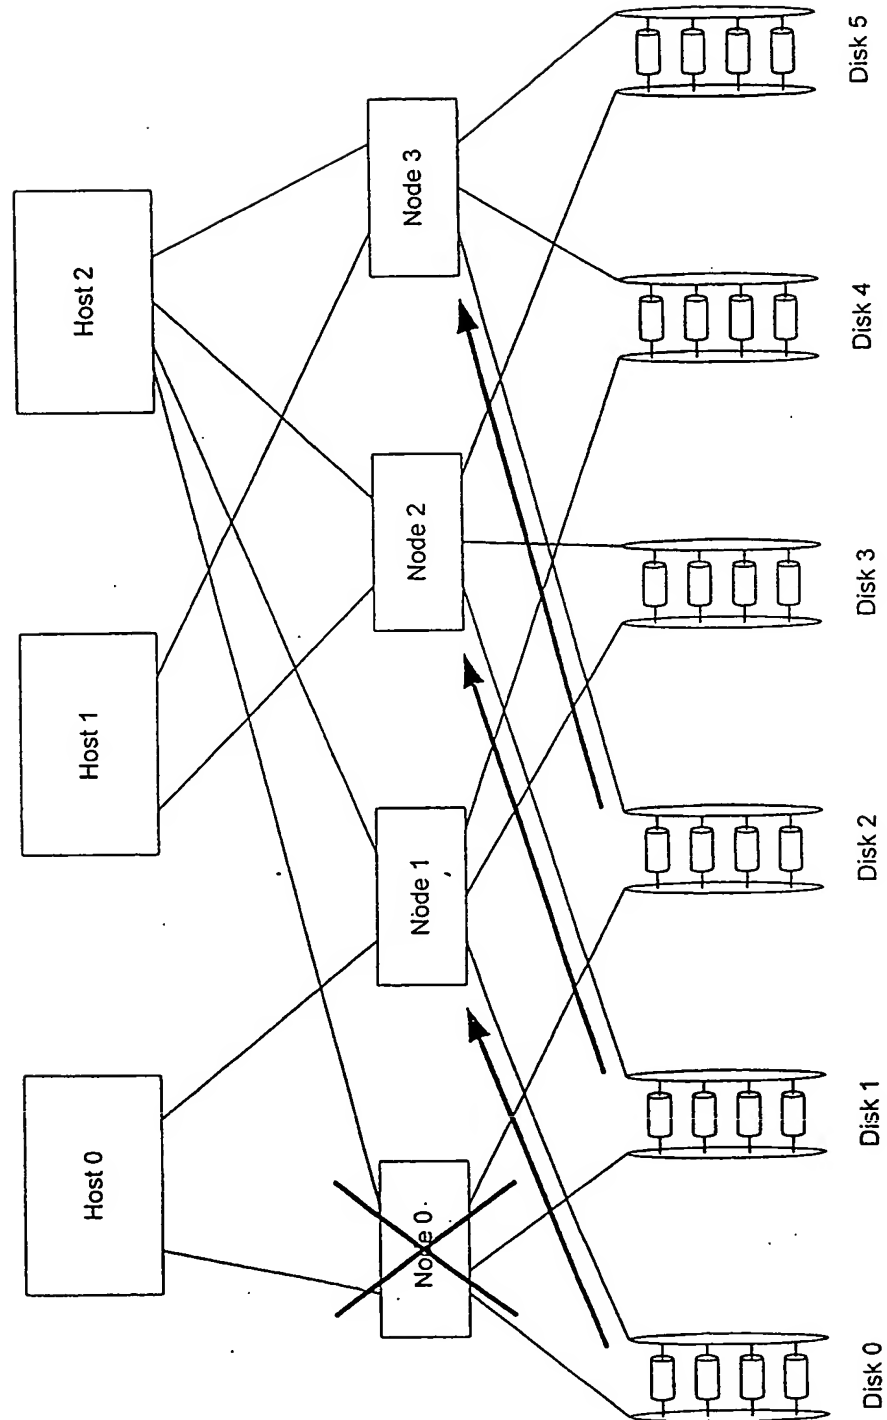 Host 0
Host 1
Host 2
Node 0
Node 1
Node 2
Node 3
Disk 0
Disk 1
Disk 2
Disk 3
Disk 4
Disk 5